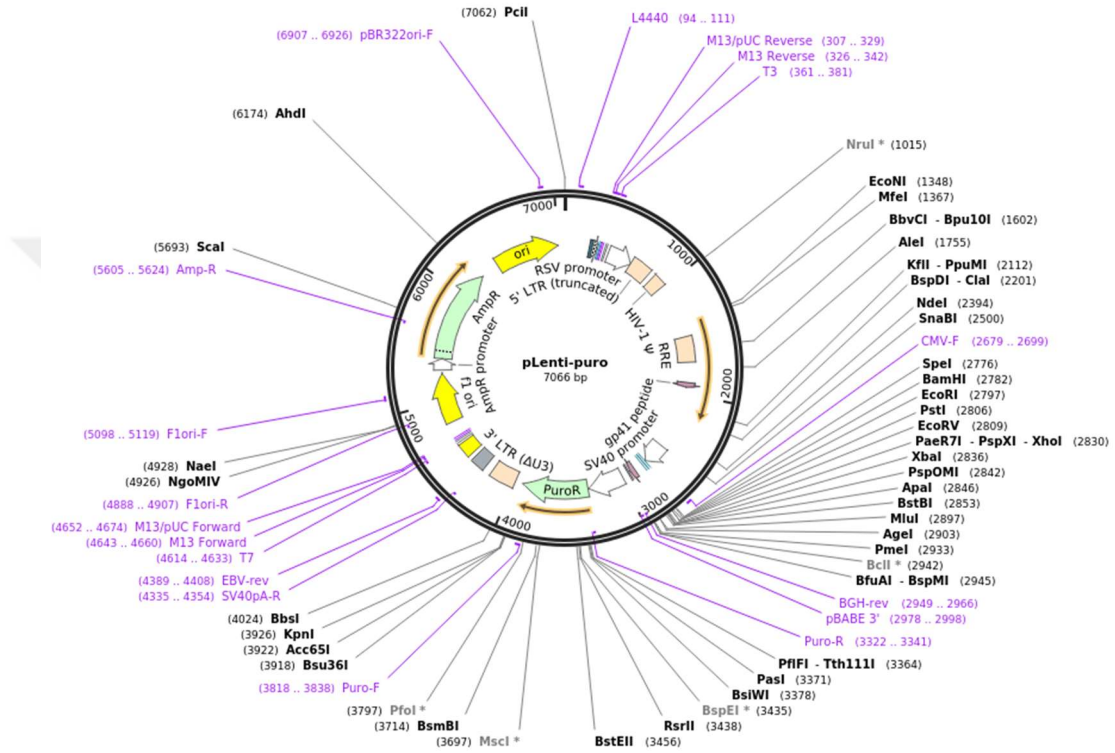 (7062) PciI
(6907 .. 6926) pBR322ori-F
(6174) AhdI
(5693) ScaI
(5605 .. 5624) Amp-R
(5098 .. 5119) F1ori-F
(4928) NaeI
(4926) NgoMIV
(4888 .. 4907) F1ori-R
(4652 .. 4674) M13/pUC Forward
(4643 .. 4660) M13 Forward
(4614 .. 4633) T7
(4389 .. 4408) EBV-rev
(4335 .. 4354) SV40pA-R
(4024) BbsI
(3926) KpnI
(3922) Acc65I
(3918) Bsu36I
(3818 .. 3838) Puro-F
(3797) PfoI *
(3714) BsmBI
(3697) MscI *
L4440 (94 .. 111)
M13/pUC Reverse (307 .. 329)
M13 Reverse (326 .. 342)
T3 (361 .. 381)
NruI * (1015)
EcoNI (1348)
MfeI (1367)
BbvCI - Bpu10I (1602)
AleI (1755)
KflI - PpuMI (2112)
BspDI - ClaI (2201)
NdeI (2394)
SnaBI (2500)
CMV-F (2679 .. 2699)
SpeI (2776)
BamHI (2782)
EcoRI (2797)
PstI (2806)
EcoRV (2809)
PaeR7I - PspXI - XhoI (2830)
XbaI (2836)
PspOMI (2842)
ApaI (2846)
BstBI (2853)
MluI (2897)
AgeI (2903)
PmeI (2933)
BclI * (2942)
BfuAI - BspMI (2945)
BGH-rev (2949 .. 2966)
pBABE 3' (2978 .. 2998)
Puro-R (3322 .. 3341)
PflFI - Tth111I (3364)
PasI (3371)
BsiWI (3378)
BspEI * (3435)
RsrII (3438)
BstEII (3456)
7000
1000
2000
3000
4000
5000
6000
ori
RSV promoter
5' LTR (truncated)
HIV-1 Ψ
RRE
gp41 peptide
SV40 promoter
PuroR
3' LTR (ΔU3)
f1 ori
AmpR promoter
AmpR
pLenti-puro
7066 bp